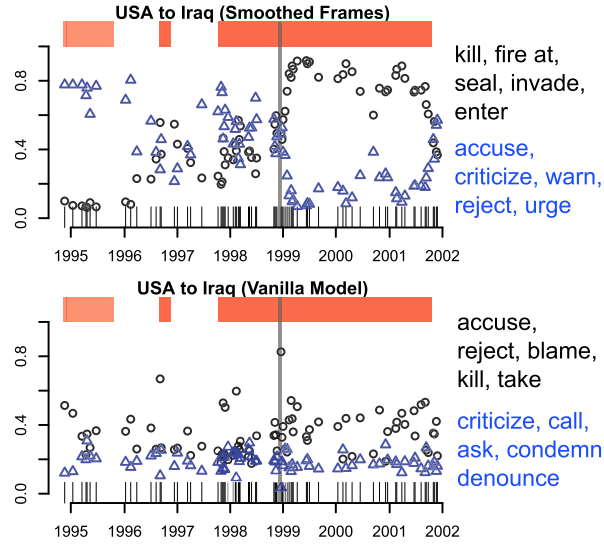 USA to Iraq (Smoothed Frames)
0.8
0.4
0.0
1995 1996 1997 1998 1999 2000 2001 2002
kill, fire at,
seal, invade,
enter
accuse,
criticize, warn,
reject, urge
USA to Iraq (Vanilla Model)
0.8
0.4
0.0
1995 1996 1997 1998 1999 2000 2001 2002
accuse,
reject, blame,
kill, take
criticize, call,
ask, condemn
denounce